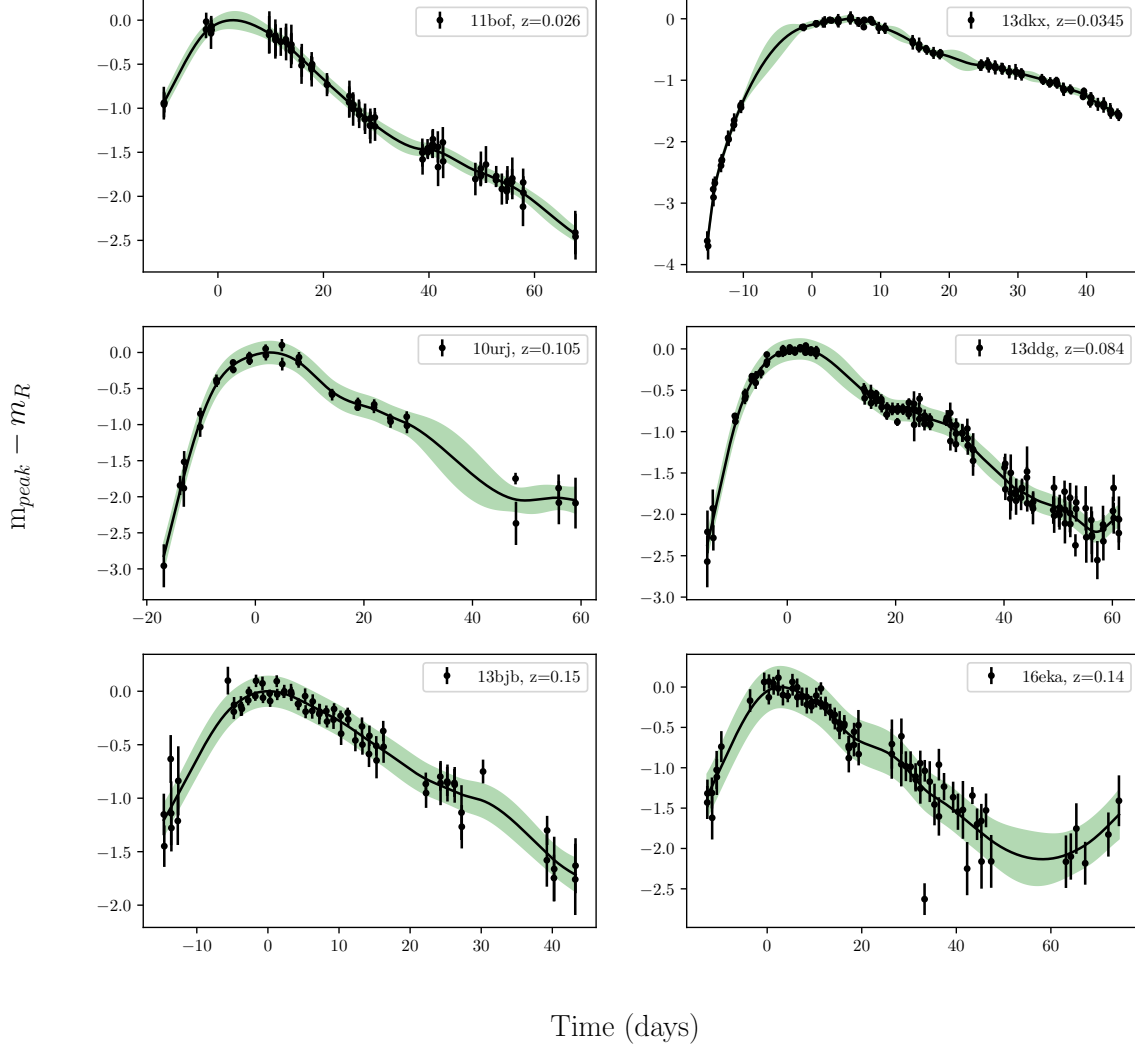 11bof, z=0.026
0.0
−0.5
−1.0
−1.5
−2.0
−2.5
0 20 40 60
13dkx, z=0.0345
0
−1
−2
−3
−4
−10 0 10 20 30 40
10urj, z=0.105
0.0
−0.5
−1.0
−1.5
−2.0
−2.5
−3.0
−20 0 20 40 60
13ddg, z=0.084
0.0
−0.5
−1.0
−1.5
−2.0
−2.5
−3.0
0 20 40 60
m_peak − m_R
13bjb, z=0.15
0.0
−0.5
−1.0
−1.5
−2.0
−10 0 10 20 30 40
16eka, z=0.14
0.0
−0.5
−1.0
−1.5
−2.0
−2.5
0 20 40 60
Time (days)